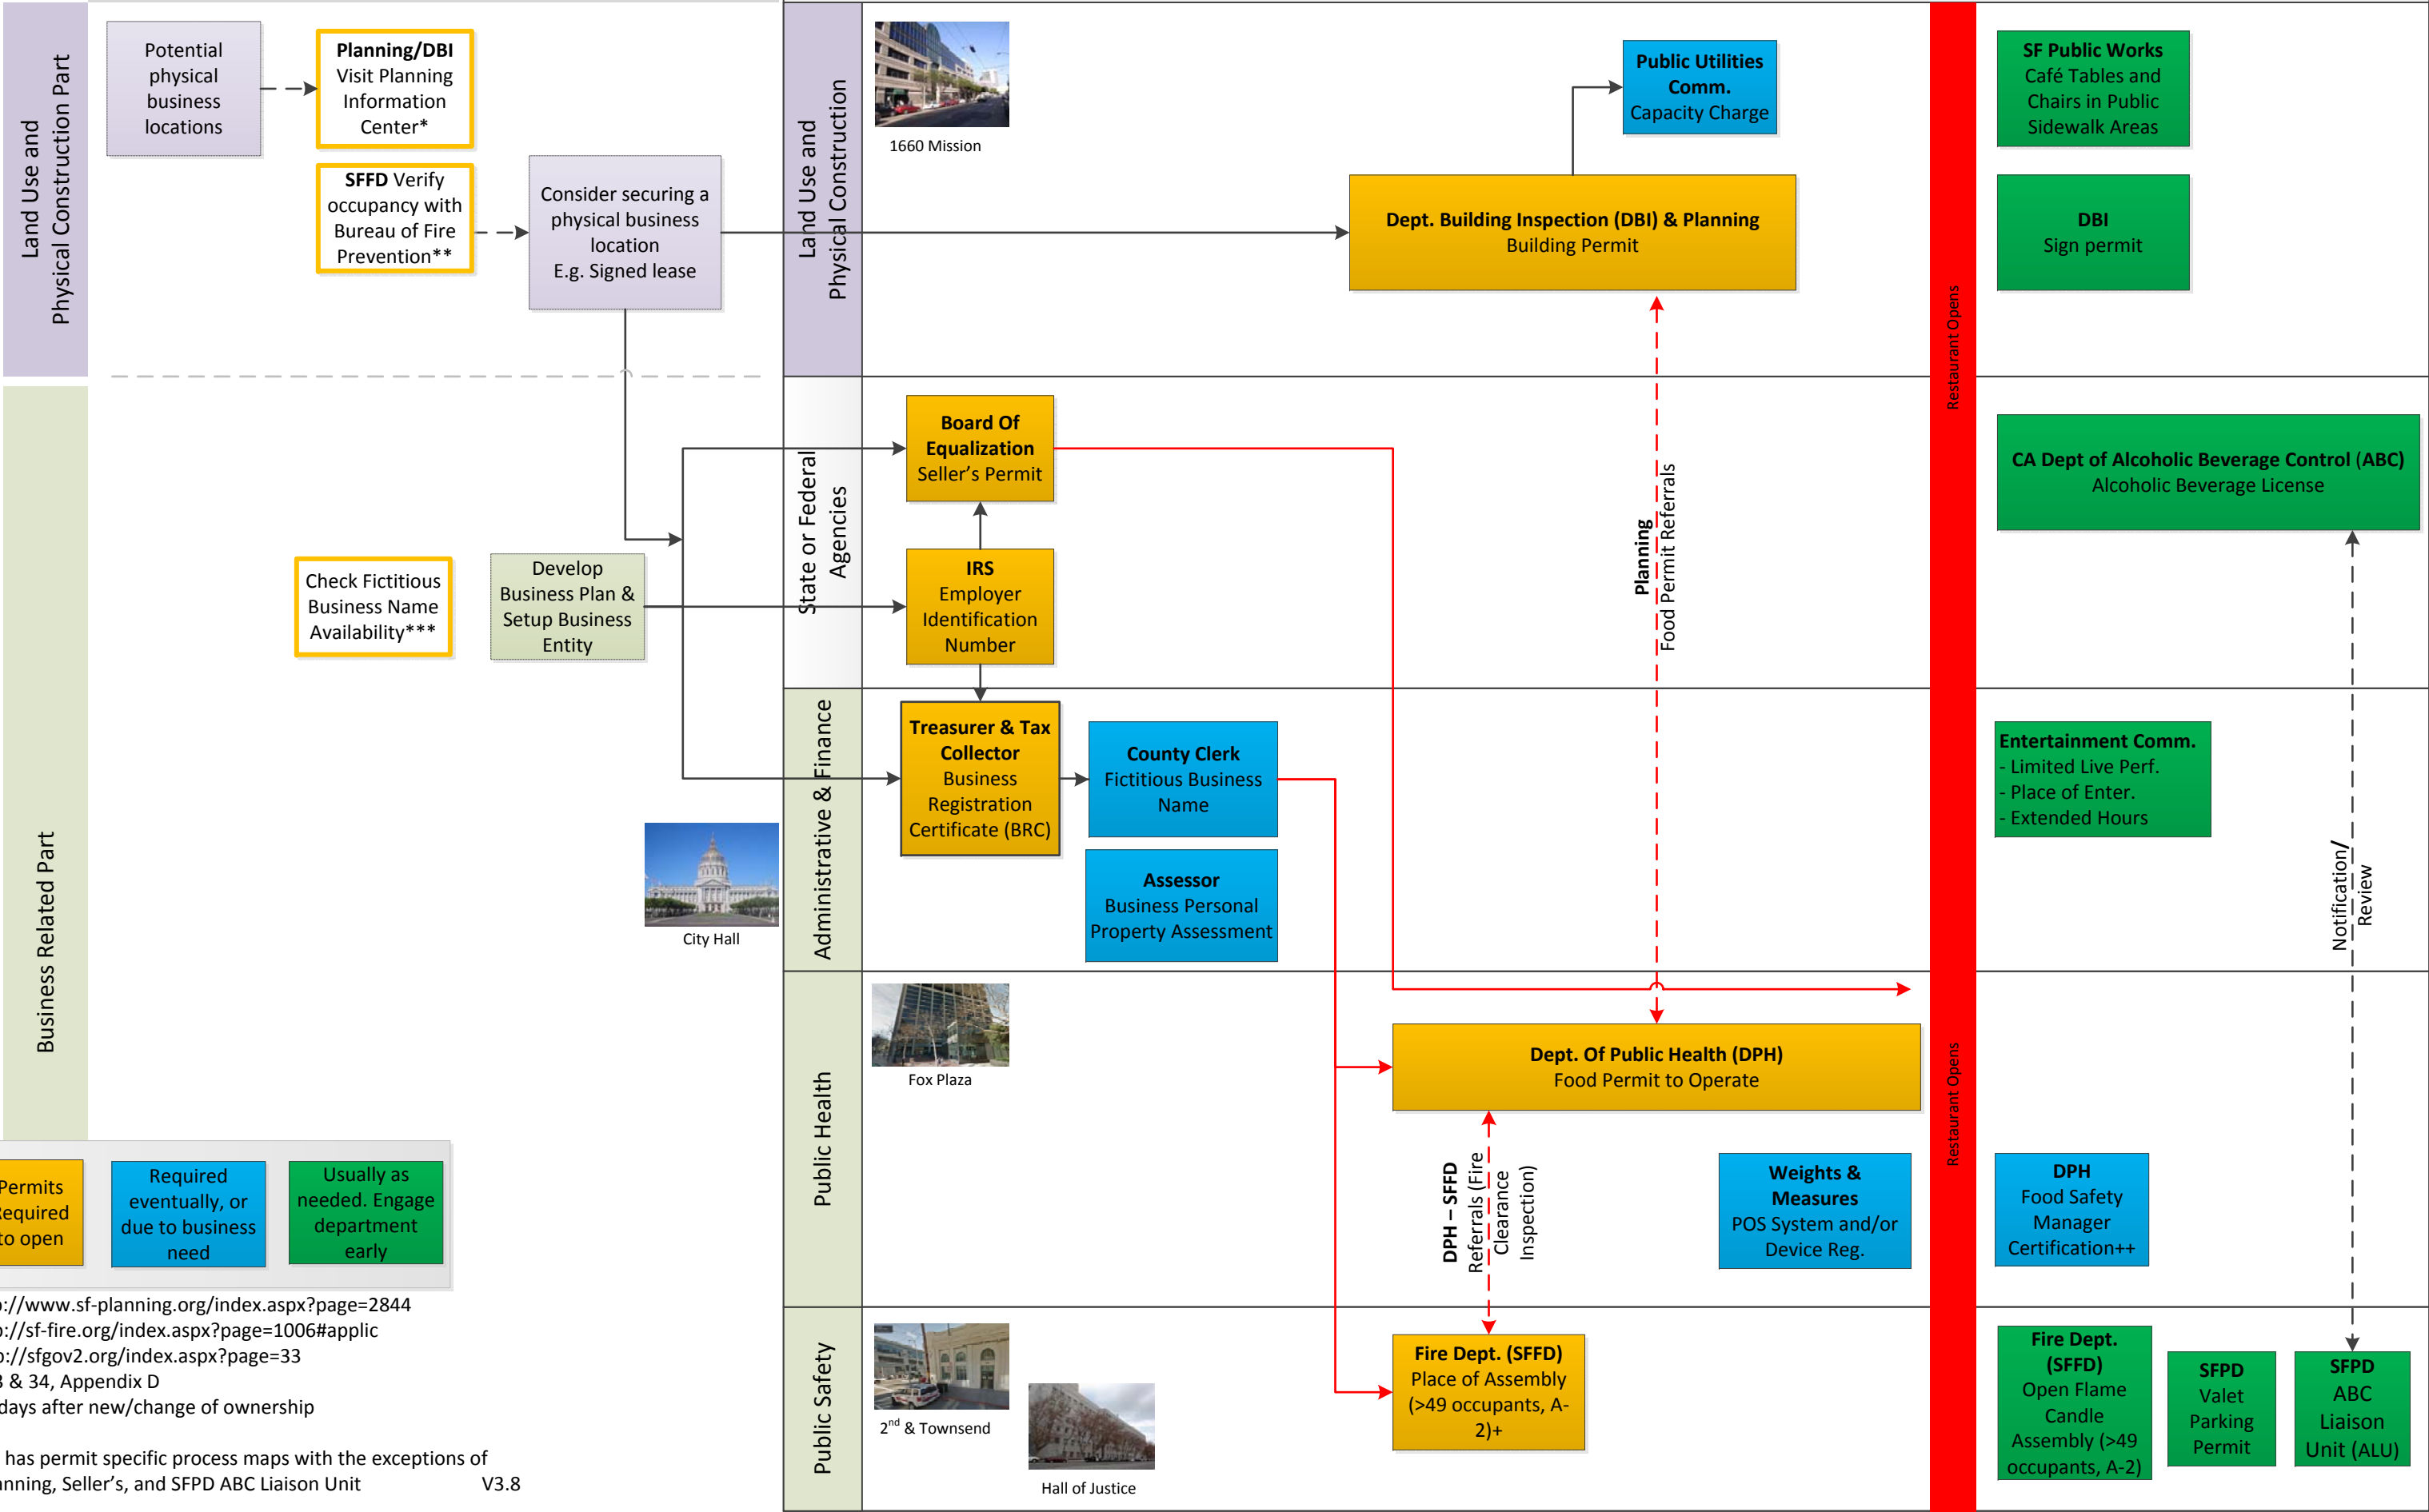 Land Use and
Physical Construction Part
Potential
physical
business
locations
Planning/DBI
Visit Planning
Information
Center*
SFFD Verify
occupancy with
Bureau of Fire
Prevention**
Consider securing a
physical business
location
E.g. Signed lease
Land Use and
Physical Construction
1660 Mission
Public Utilities
Comm.
Capacity Charge
Dept. Building Inspection (DBI) & Planning
Building Permit
Restaurant Opens
SF Public Works
Café Tables and
Chairs in Public
Sidewalk Areas
DBI
Sign permit
Business Related Part
Check Fictitious
Business Name
Availability***
Develop
Business Plan &
Setup Business
Entity
City Hall
State or Federal
Agencies
Board Of
Equalization
Seller's Permit
IRS
Employer
Identification
Number
Planning
Food Permit Referrals
CA Dept of Alcoholic Beverage Control (ABC)
Alcoholic Beverage License
Administrative & Finance
Treasurer & Tax
Collector
Business
Registration
Certificate (BRC)
County Clerk
Fictitious Business
Name
Assessor
Business Personal
Property Assessment
Entertainment Comm.
- Limited Live Perf.
- Place of Enter.
- Extended Hours
Notification/
Review
Public Health
Fox Plaza
Dept. Of Public Health (DPH)
Food Permit to Operate
DPH – SFFD
Referrals (Fire
Clearance
Inspection)
Weights &
Measures
POS System and/or
Device Reg.
Restaurant Opens
DPH
Food Safety
Manager
Certification++
Public Safety
2nd & Townsend
Hall of Justice
Fire Dept. (SFFD)
Place of Assembly
(>49 occupants, A-
2)+
Fire Dept.
(SFFD)
Open Flame
Candle
Assembly (>49
occupants, A-2)
SFPD
Valet
Parking
Permit
SFPD
ABC
Liaison
Unit (ALU)
Permits
Required
to open
Required
eventually, or
due to business
need
Usually as
needed. Engage
department
early
://www.sf-planning.org/index.aspx?page=2844
://sf-fire.org/index.aspx?page=1006#applic
://sfgov2.org/index.aspx?page=33
& 34, Appendix D
days after new/change of ownership
has permit specific process maps with the exceptions of
anning, Seller's, and SFPD ABC Liaison Unit V3.8